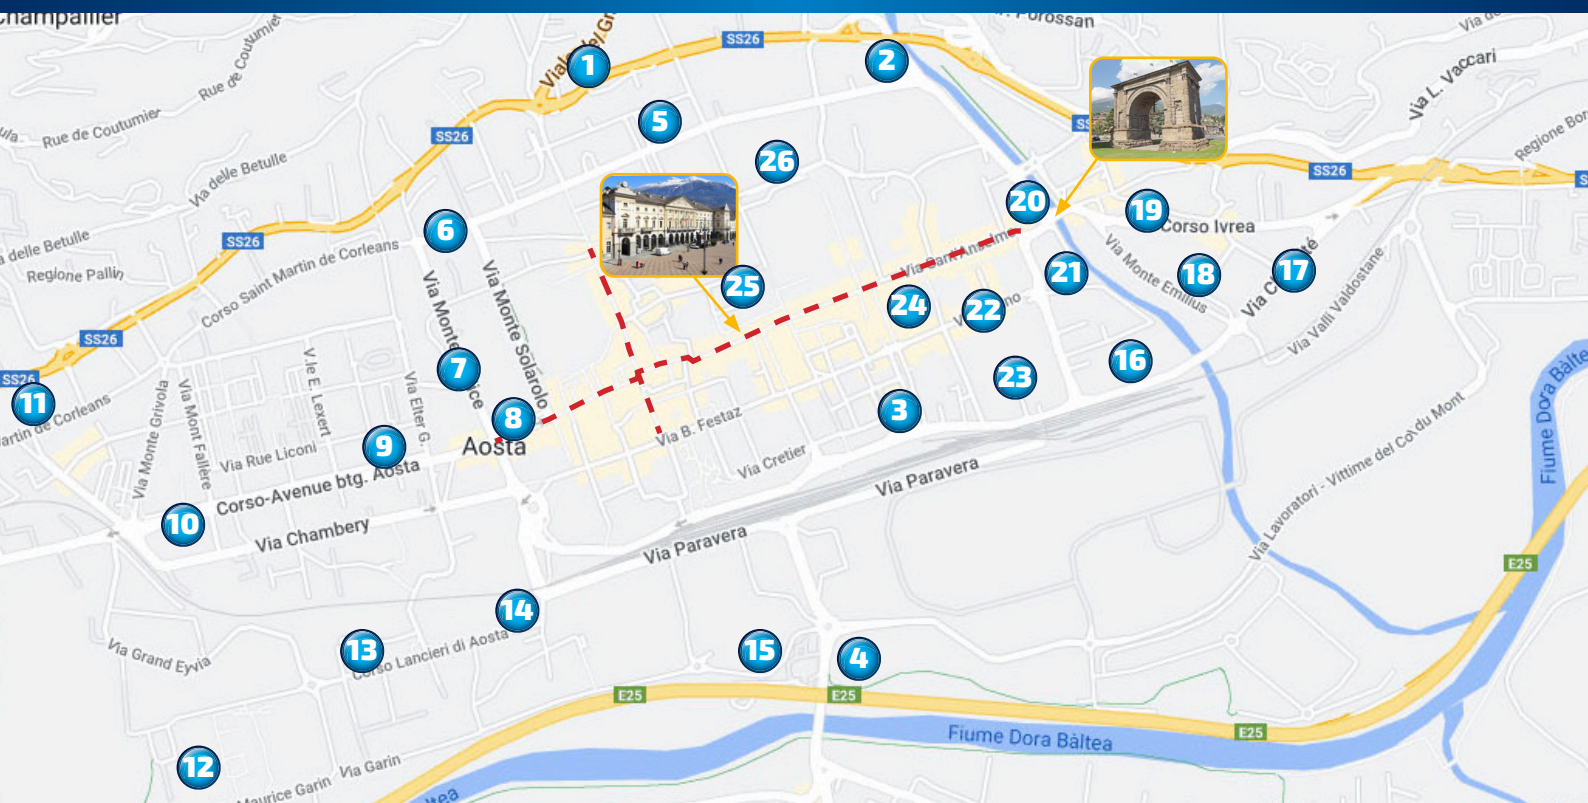 Champailler
Rue de Coutumier
Viale
Gr
1
SS26
2
Porossan
Via L. Vaccari
Rue de Coutumier
SS26
5
26
SS26
Regione
Via delle Betulle
delle Betulle
SS26
6
20
19
Corso Ivrea
Regione Pallin
Corso Saint Martin de Corleans
Via Monte
Via Monte Solarolo
25
Via Sant'Anselmo
21
Via Monte Emilius
18
17
Via Valli Valdostane
24
22
SS26
SS26
11
Martin de Corleans
Via Monte Grivola
Via Mont Fallère
V.le E. Lexert
Via Elter G.
7
8
23
16
3
Via B. Festaz
Aosta
9
Via Rue Liconi
Corso-Avenue btg. Aosta
Via Cretier
Via Paravera
10
Via Chambery
Via Paravera
Via Lavoratori - Vittime del Col du Mont
Fiume Dora Bàltea
E25
14
Via Grand Eyvia
13
Corso Lancieri di Aosta
15
4
E25
E25
E25
Fiume Dora Bàltea
12
Maurice Garin
Via Garin
ltea